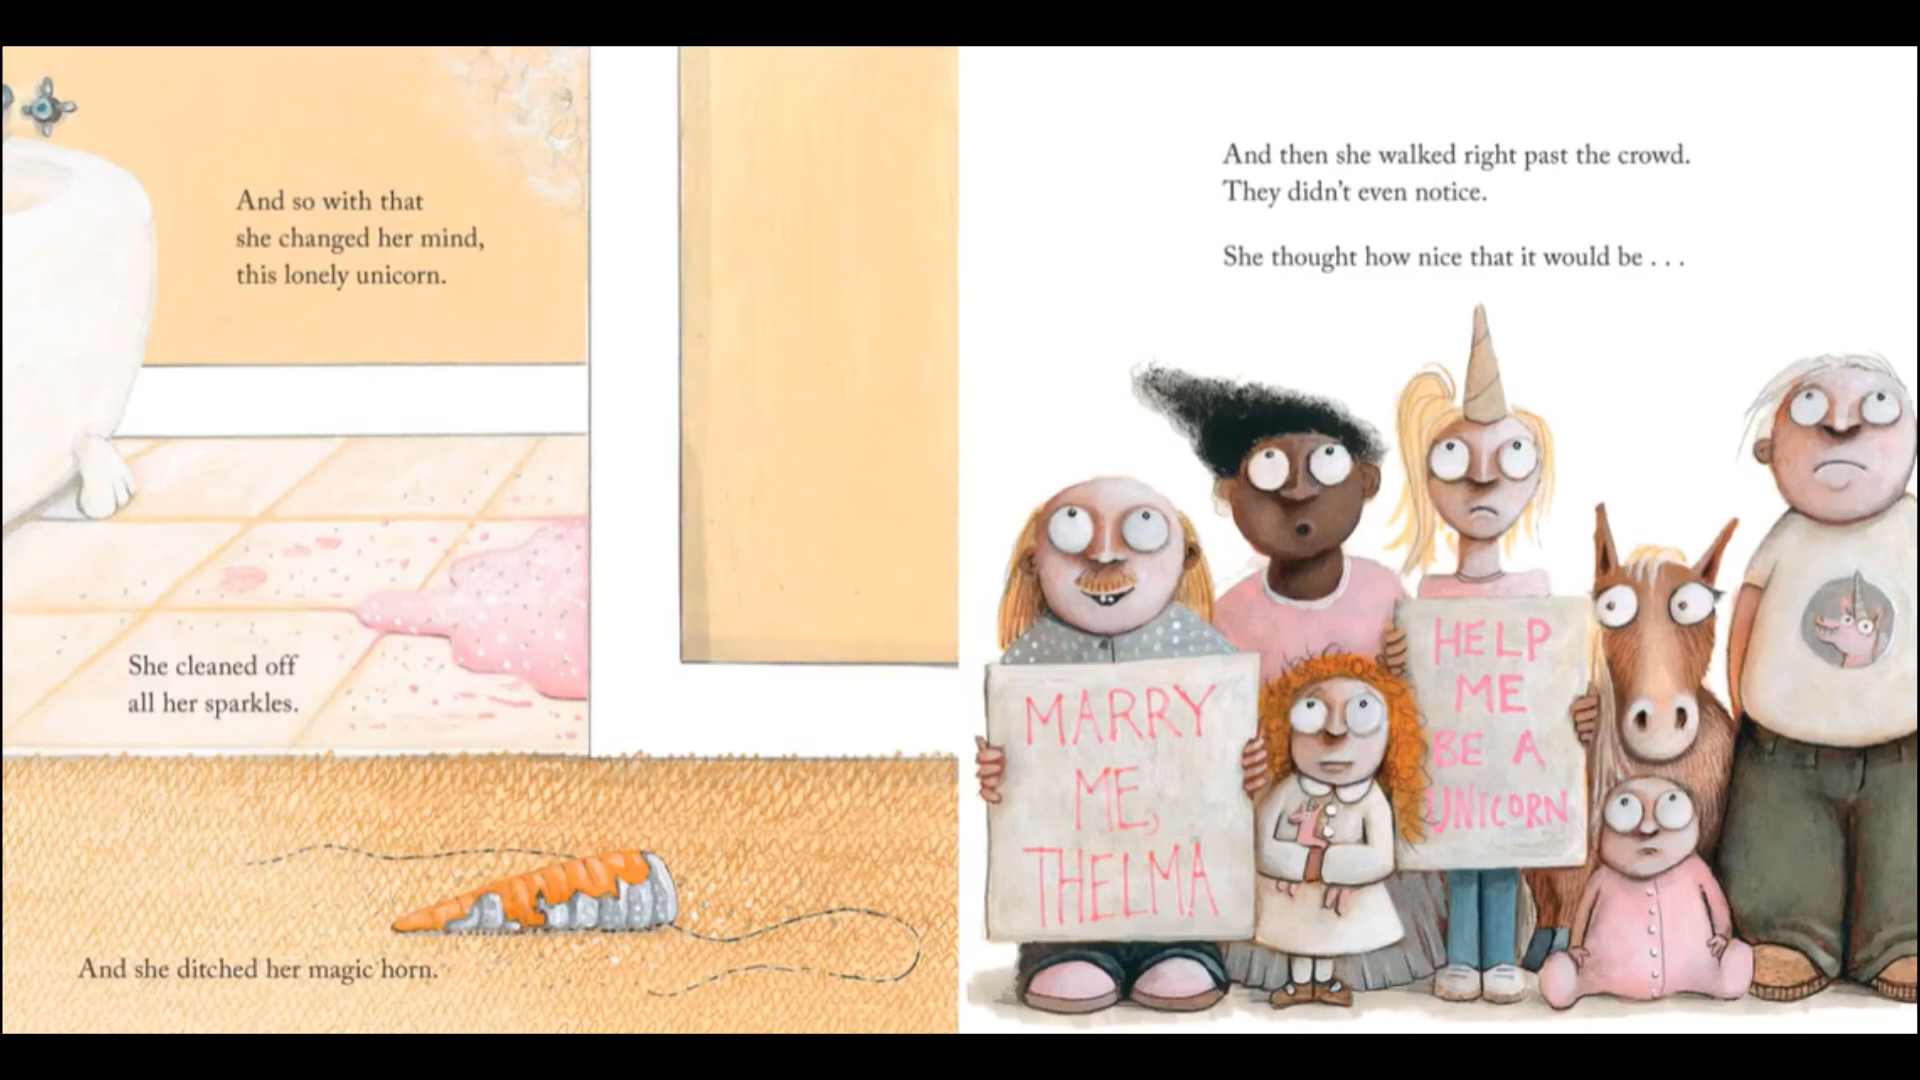 And so with that
she changed her mind,
this lonely unicorn.
She cleaned off
all her sparkles.
And she ditched her magic horn.
And then she walked right past the crowd.
They didn't even notice.
She thought how nice that it would be . . .
MARRY
ME,
THELMA
HELP
ME
BE A
UNICORN